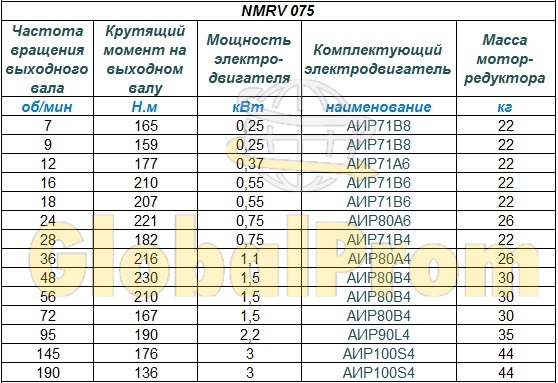 NMRV 075
Частота вращения выходного вала Крутящий момент на выходном валу Мощность электро-двигателя Комплектующий электродвигатель Масса мотор-редуктора
об/мин Н.м кВт наименование кг
7 165 0,25 АИР71В8 22
9 159 0,25 АИР71В8 22
12 177 0,37 АИР71А6 22
16 210 0,55 АИР71В6 22
18 207 0,55 АИР71В6 22
24 221 0,75 АИР80А6 26
28 182 0,75 АИР71В4 22
36 216 1,1 АИР80А4 26
48 230 1,5 АИР80В4 30
56 210 1,5 АИР80В4 30
72 167 1,5 АИР80В4 30
95 190 2,2 АИР90L4 35
145 176 3 АИР100S4 44
190 136 3 АИР100S4 44
GlobalProm